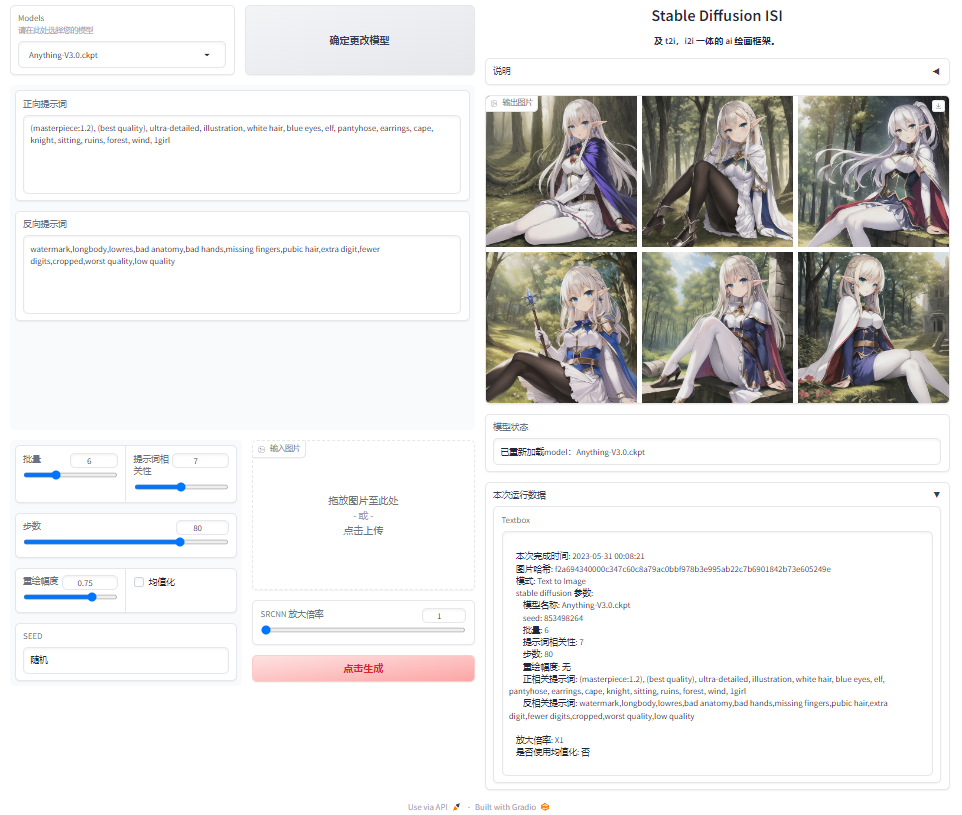 Models
请在此处选择您的模型
Anything-V3.0.ckpt
确定更改模型
正向提示词
(masterpiece:1.2), (best quality), ultra-detailed, illustration, white hair, blue eyes, elf, pantyhose, earrings, cape,
knight, sitting, ruins, forest, wind, 1girl
反向提示词
watermark,longbody,lowres,bad anatomy,bad hands,missing fingers,pubic hair,extra digit,fewer
digits,cropped,worst quality,low quality
批量
6
提示词相
关性
7
步数
80
重绘幅度
0.75
均值化
SEED
随机
输入图片
拖放图片至此处
- 或 -
点击上传
SRCNN 放大倍率
1
点击生成
Stable Diffusion ISI
及 t2i，i2i 一体的 ai 绘画框架。
说明
输出图片
模型状态
已重新加载model：Anything-V3.0.ckpt
本次运行数据
Textbox
本次完成时间: 2023-05-31 00:08:21
图片哈希: f2a694340000c347c60c8a79ac0bbf978b3e995ab22c7b6901842b73e605249e
模式: Text to Image
stable diffusion 参数:
模型名称: Anything-V3.0.ckpt
seed: 853498264
批量: 6
提示词相关性: 7
步数: 80
重绘幅度: 无
正相关提示词: (masterpiece:1.2), (best quality), ultra-detailed, illustration, white hair, blue eyes, elf,
pantyhose, earrings, cape, knight, sitting, ruins, forest, wind, 1girl
反相关提示词: watermark,longbody,lowres,bad anatomy,bad hands,missing fingers,pubic hair,extra
digit,fewer digits,cropped,worst quality,low quality
放大倍率: X1
是否使用均值化: 否
Use via API · Built with Gradio